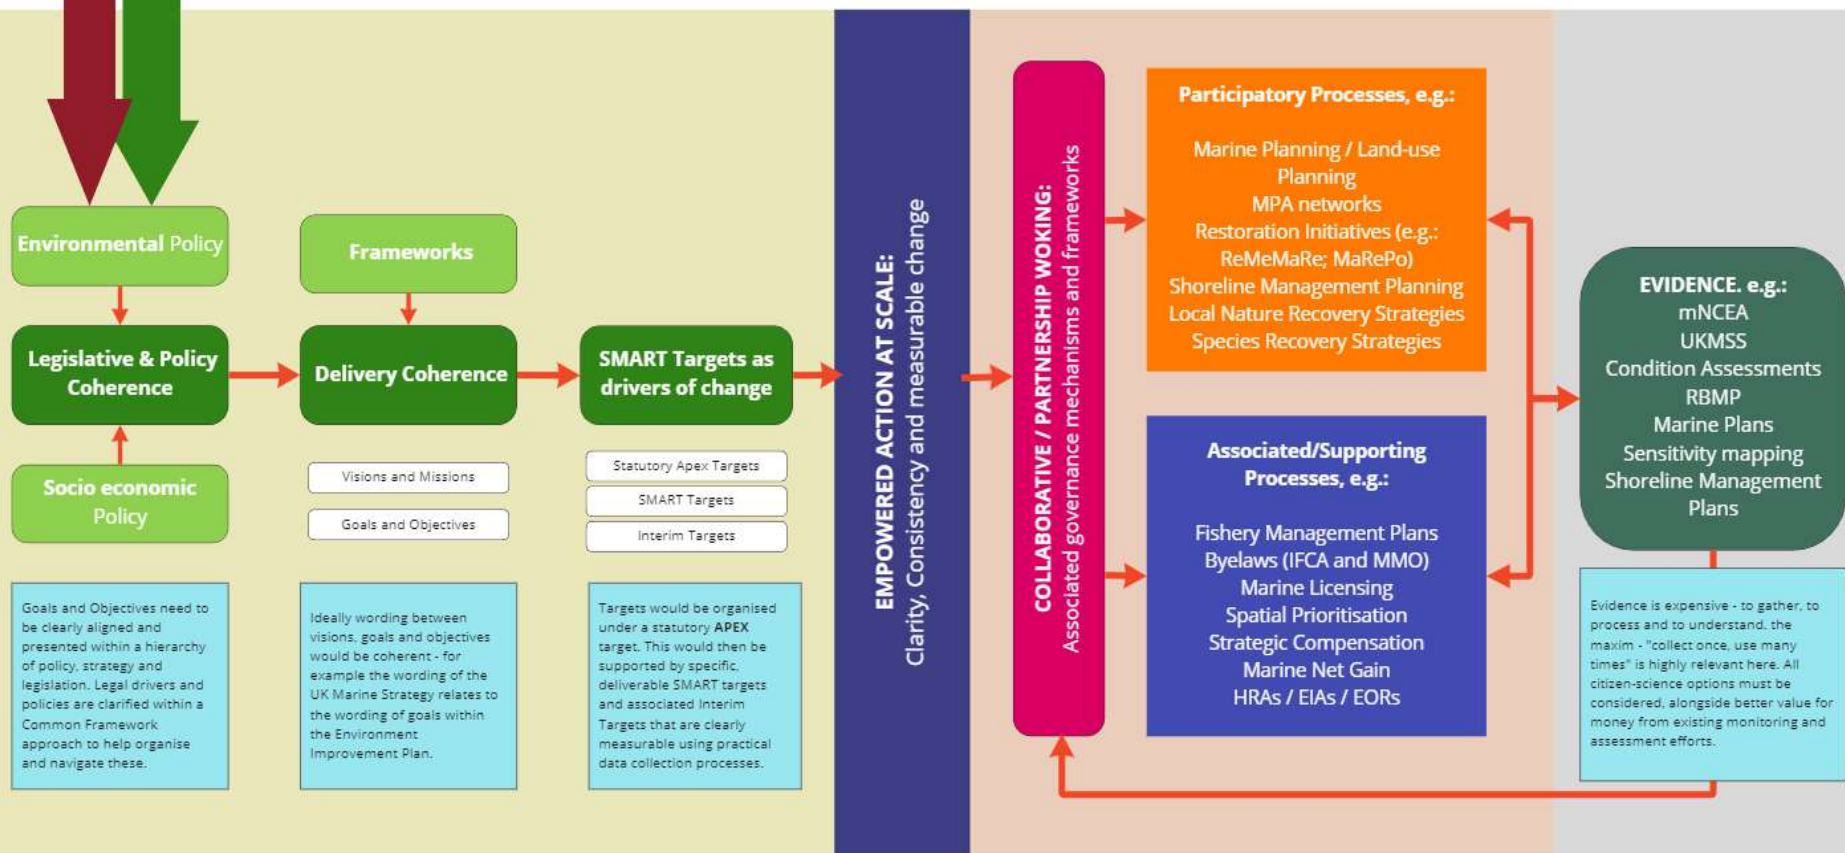 Environmental Policy
Legislative & Policy
Coherence
Socio economic
Policy
Goals and Objectives need to
be clearly aligned and
presented within a hierarchy
of policy, strategy and
legislation. Legal drivers and
policies are clarified within a
Common Framework
approach to help organise
and navigate these.
Frameworks
Delivery Coherence
Visions and Missions
Goals and Objectives
Ideally wording between
visions, goals and objectives
would be coherent - for
example the wording of the
UK Marine Strategy relates to
the wording of goals within
the Environment
Improvement Plan.
SMART Targets as
drivers of change
Statutory Apex Targets
SMART Targets
Interim Targets
Targets would be organised
under a statutory APEX
target. This would then be
supported by specific,
deliverable SMART targets
and associated Interim
Targets that are clearly
measurable using practical
data collection processes.
EMPOWERED ACTION AT SCALE:
Clarity, Consistency and measurable change
COLLABORATIVE / PARTNERSHIP WOKING:
Associated governance mechanisms and frameworks
Participatory Processes, e.g.:
Marine Planning / Land-use
Planning
MPA networks
Restoration Initiatives (e.g.:
ReMeMaRe; MaRePo)
Shoreline Management Planning
Local Nature Recovery Strategies
Species Recovery Strategies
Associated/Supporting
Processes, e.g.:
Fishery Management Plans
Byelaws (IFCA and MMO)
Marine Licensing
Spatial Prioritisation
Strategic Compensation
Marine Net Gain
HRAs / EIAs / EORs
EVIDENCE. e.g.:
mNCEA
UKMSS
Condition Assessments
RBMP
Marine Plans
Sensitivity mapping
Shoreline Management
Plans
Evidence is expensive - to gather, to
process and to understand. the
maxim - "collect once, use many
times" is highly relevant here. All
citizen-science options must be
considered, alongside better value for
money from existing monitoring and
assessment efforts.